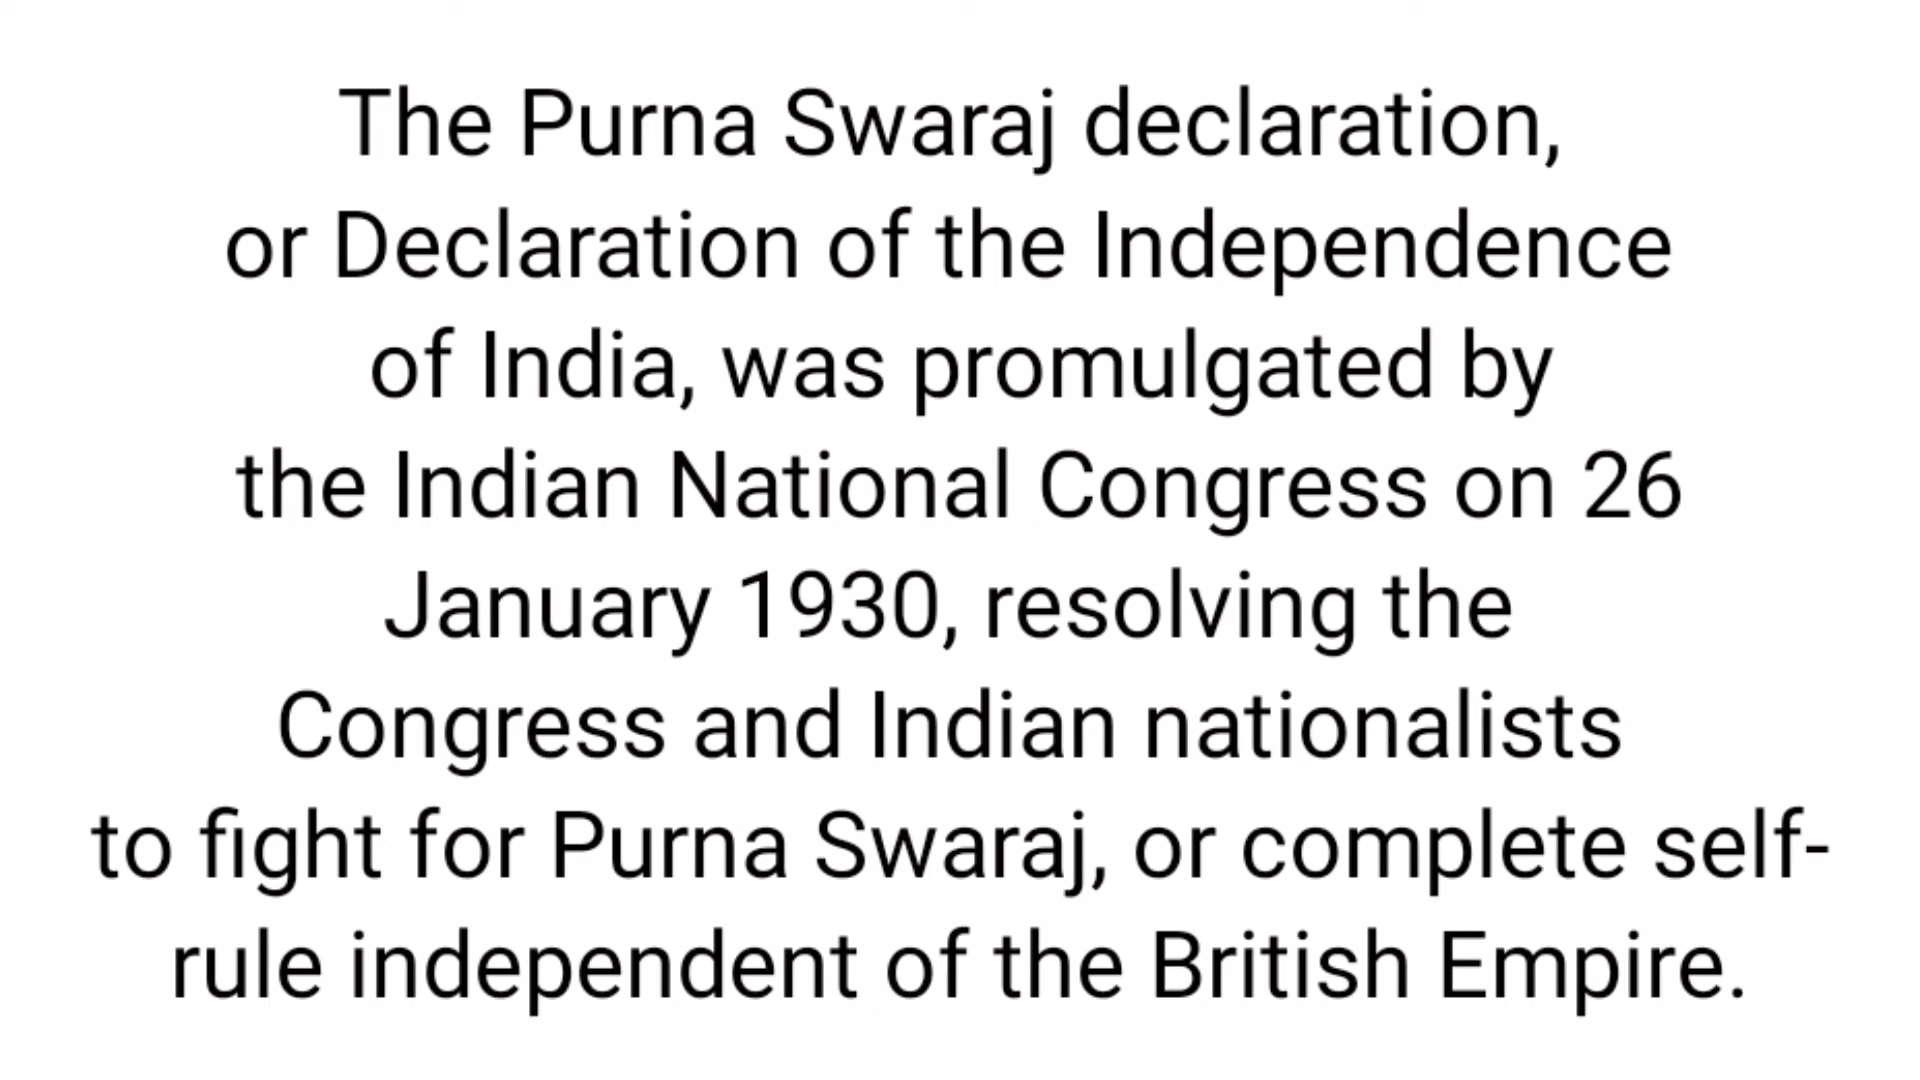 The Purna Swaraj declaration,
or Declaration of the Independence
of India, was promulgated by
the Indian National Congress on 26
January 1930, resolving the
Congress and Indian nationalists
to fight for Purna Swaraj, or complete self-
rule independent of the British Empire.